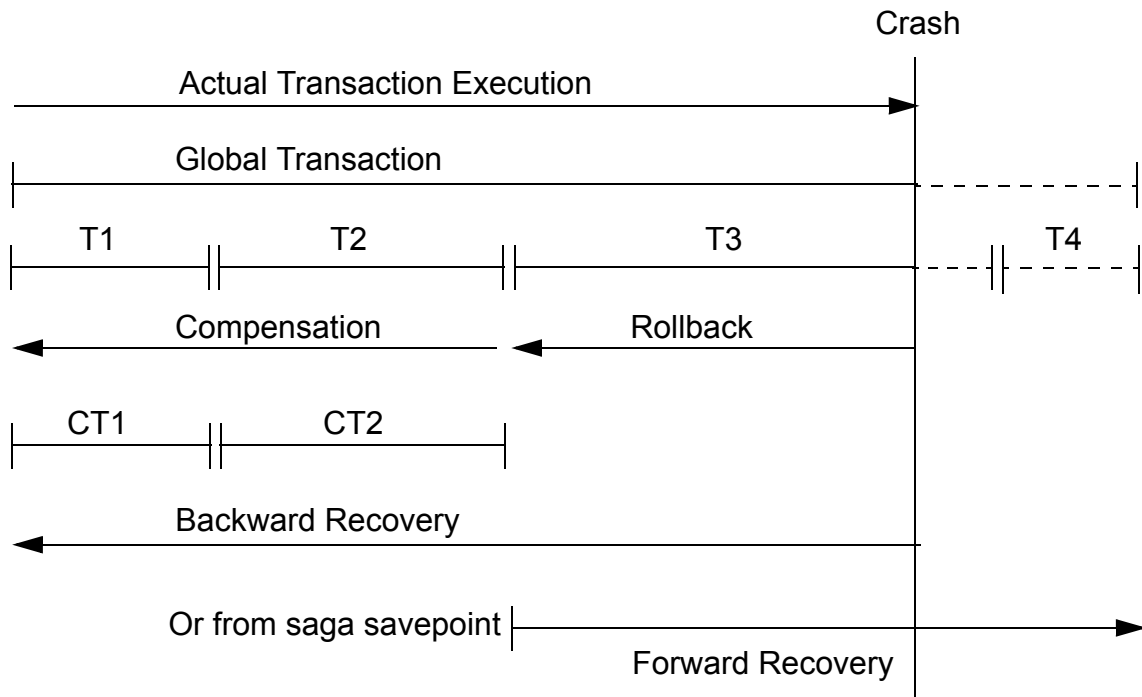 Crash
Actual Transaction Execution
Global Transaction
T1 T2 T3 T4
Compensation Rollback
CT1 CT2
Backward Recovery
Or from saga savepoint
Forward Recovery